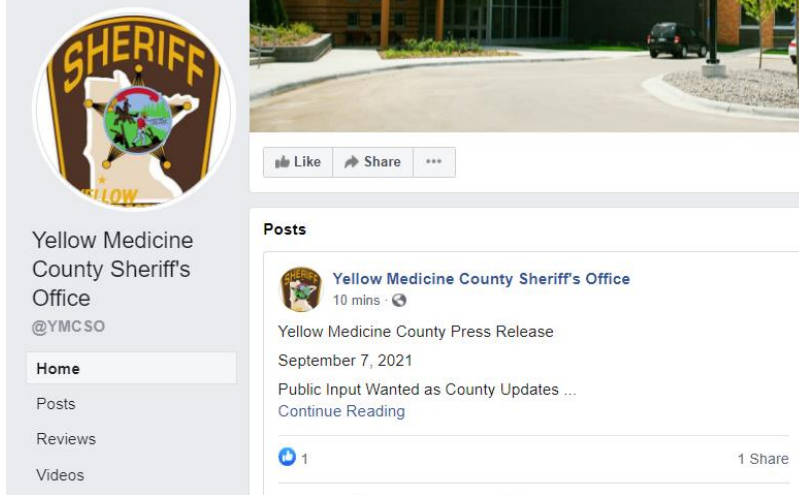 SHERIFF
Yellow Medicine
County Sheriff's
Office
@YMCSO
Home
Posts
Reviews
Videos
Like
Share
...
Posts
SHERIFF
Yellow Medicine County Sheriff's Office
10 mins ·
Yellow Medicine County Press Release
September 7, 2021
Public Input Wanted as County Updates ...
Continue Reading
1
1 Share